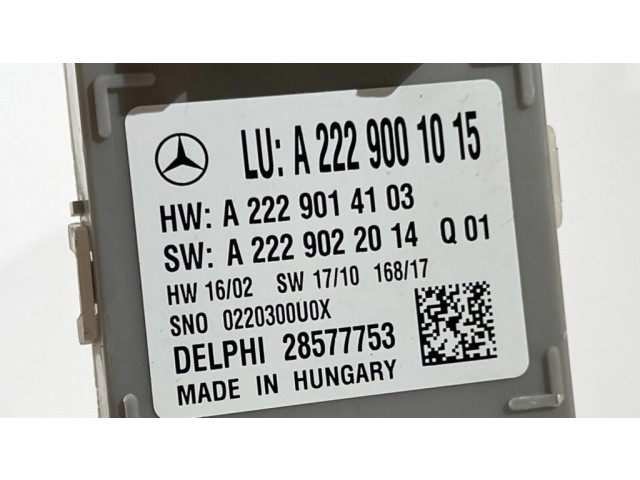 LU: A 222 900 10 15
HW: A 222 901 41 03
SW: A 222 902 20 14 Q 01
HW 16/02 SW 17/10 168/17
SNO 0220300U0X
DELPHI 28577753
MADE IN HUNGARY